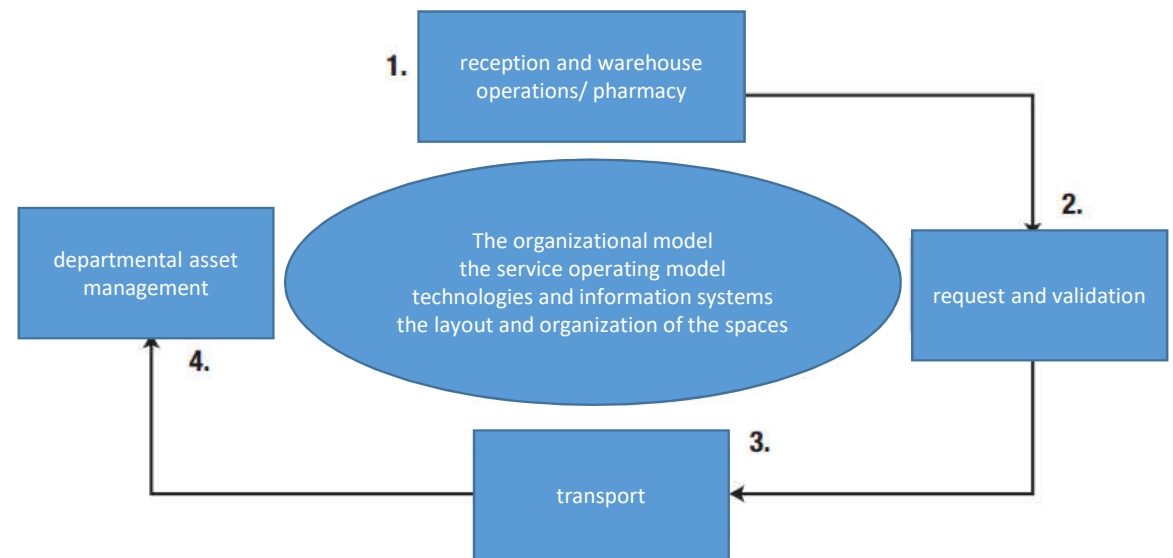 1.
reception and warehouse
operations/ pharmacy
2.
request and validation
3.
transport
4.
departmental asset
management
The organizational model
the service operating model
technologies and information systems
the layout and organization of the spaces